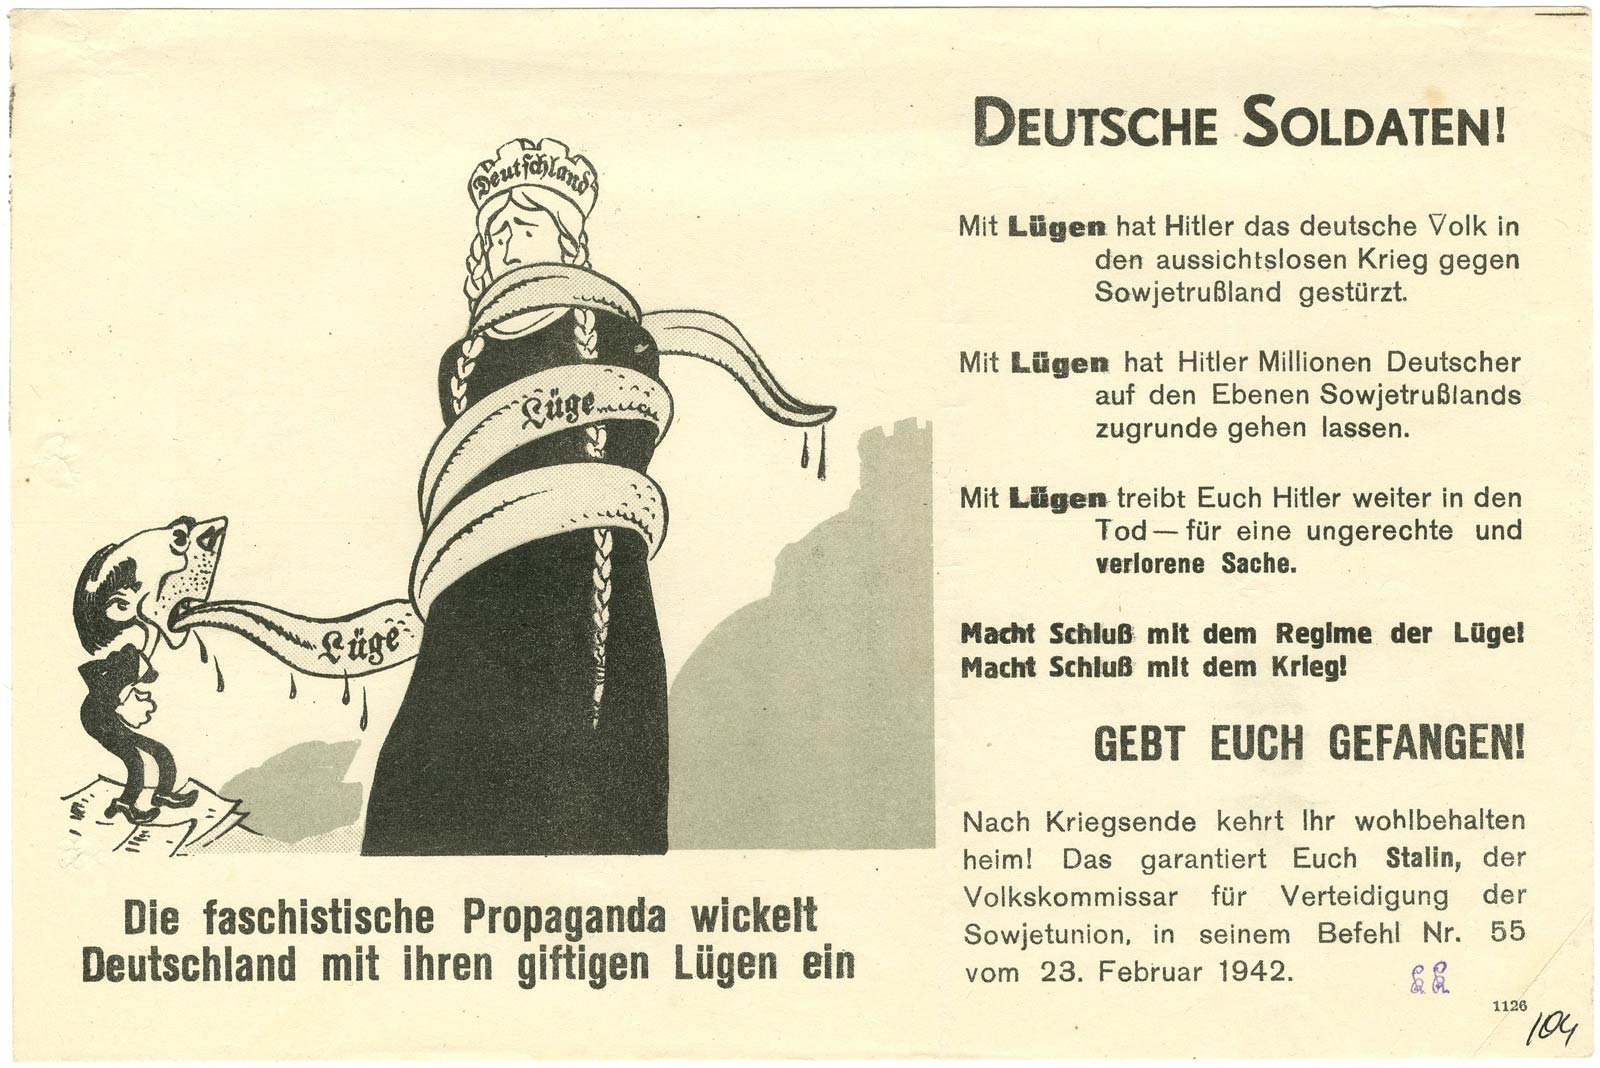 Deutschland
Lüge
Lüge
Die faschistische Propaganda wickelt
Deutschland mit ihren giftigen Lügen ein
DEUTSCHE SOLDATEN!
Mit Lügen hat Hitler das deutsche Volk in
den aussichtslosen Krieg gegen
Sowjetrußland gestürzt.
Mit Lügen hat Hitler Millionen Deutscher
auf den Ebenen Sowjetrußlands
zugrunde gehen lassen.
Mit Lügen treibt Euch Hitler weiter in den
Tod — für eine ungerechte und
verlorene Sache.
Macht Schluß mit dem Regime der Lüge!
Macht Schluß mit dem Krieg!
GEBT EUCH GEFANGEN!
Nach Kriegsende kehrt Ihr wohlbehalten
heim! Das garantiert Euch Stalin, der
Volkskommissar für Verteidigung der
Sowjetunion, in seinem Befehl Nr. 55
vom 23. Februar 1942.
1126
104